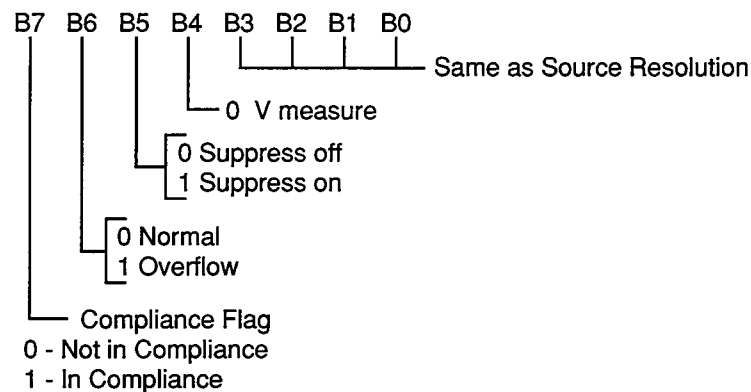 B7 B6 B5 B4 B3 B2 B1 B0
Same as Source Resolution
0 V measure
0 Suppress off
1 Suppress on
0 Normal
1 Overflow
Compliance Flag
0 - Not in Compliance
1 - In Compliance